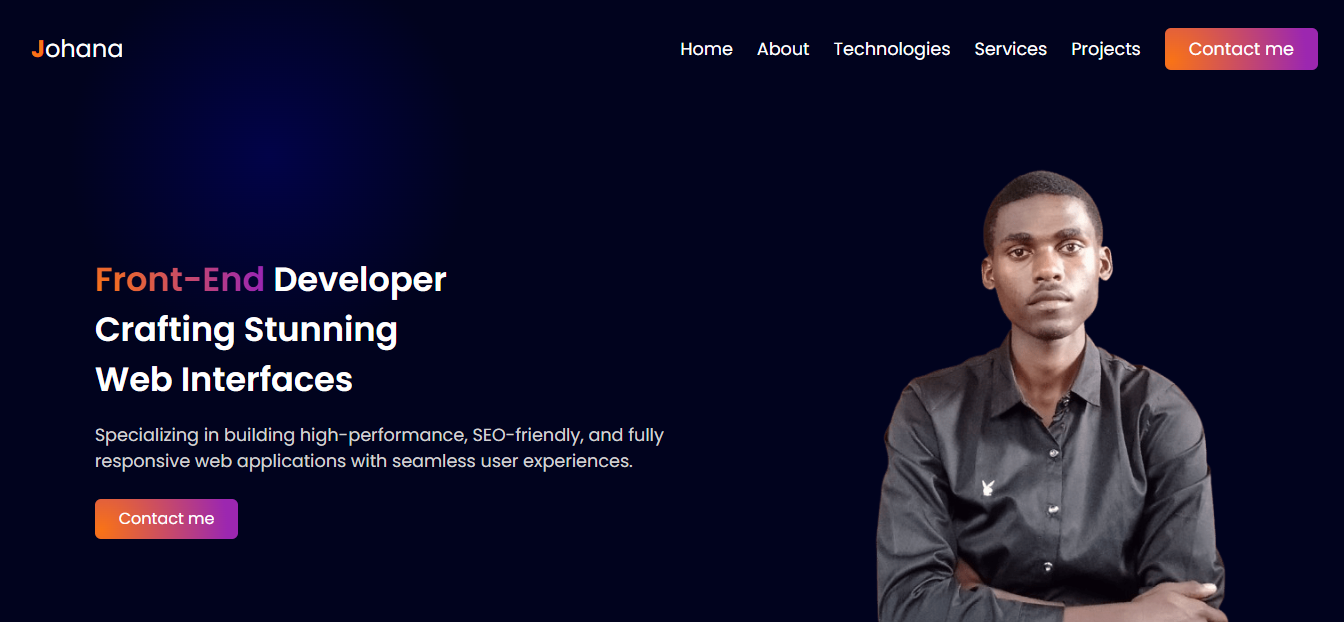 Johana
Home About Technologies Services Projects Contact me
Front-End Developer
Crafting Stunning
Web Interfaces
Specializing in building high-performance, SEO-friendly, and fully
responsive web applications with seamless user experiences.
Contact me